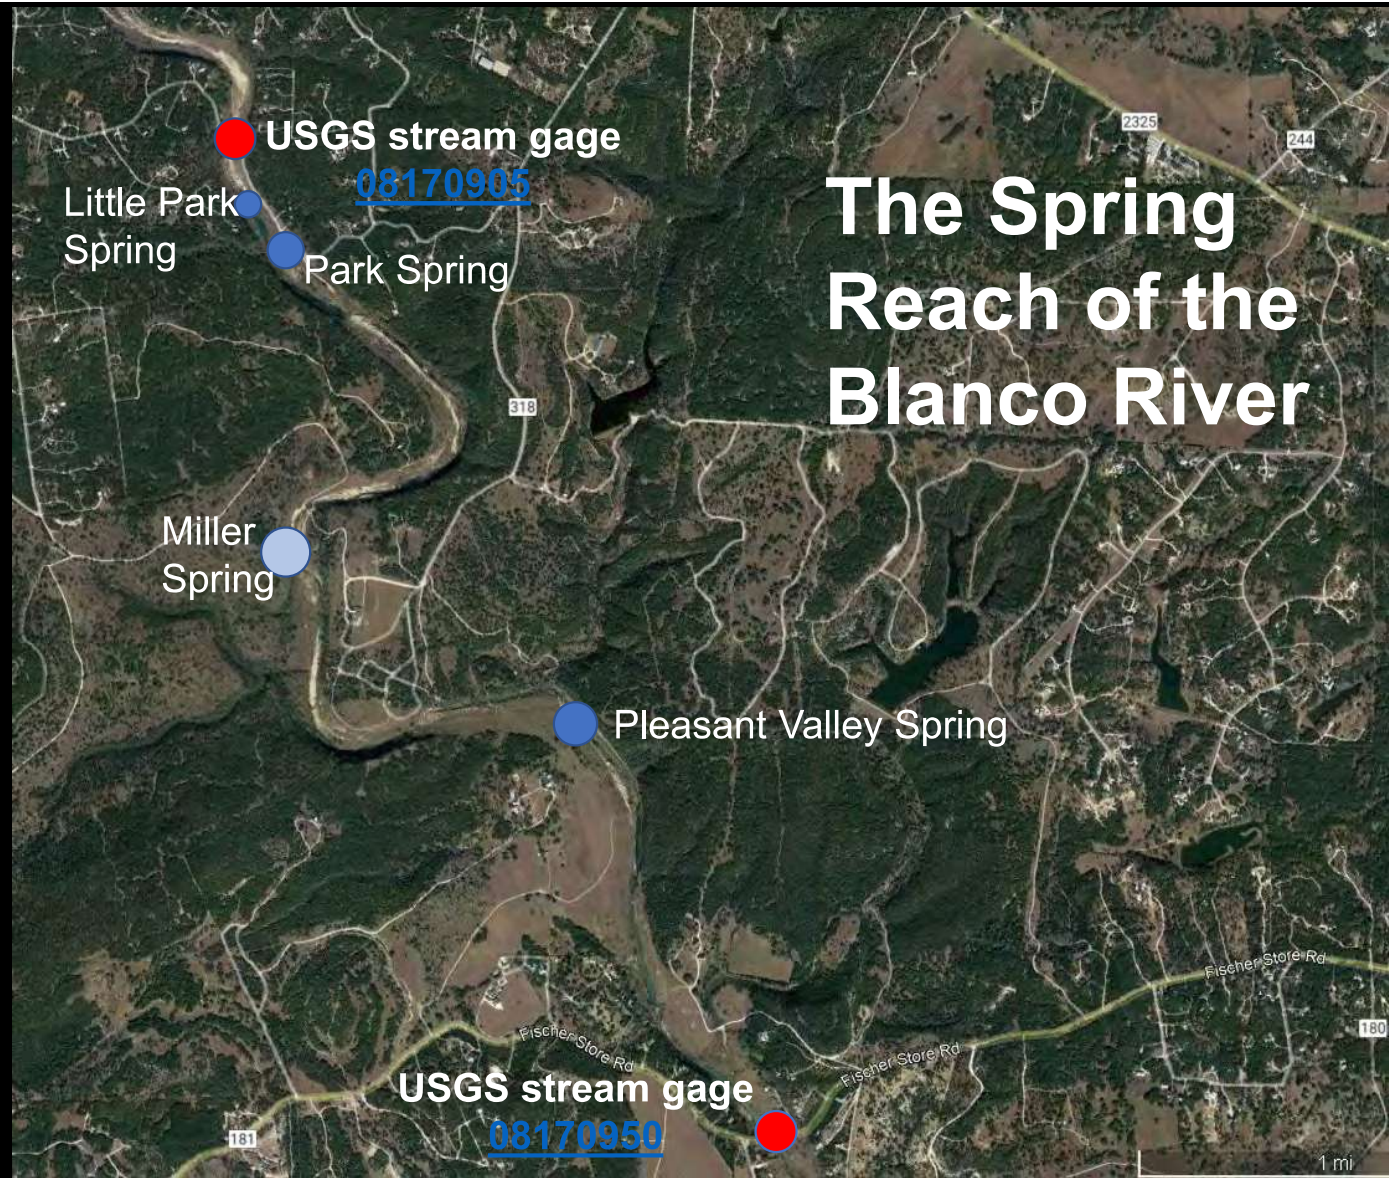 USGS stream gage
08170905
Little Park
Spring
Park Spring
The Spring
Reach of the
Blanco River
2325
244
318
Miller
Spring
Pleasant Valley Spring
Fischer Store Rd
Fischer Store Rd
Fischer Store Rd
180
USGS stream gage
08170950
181
1 mi